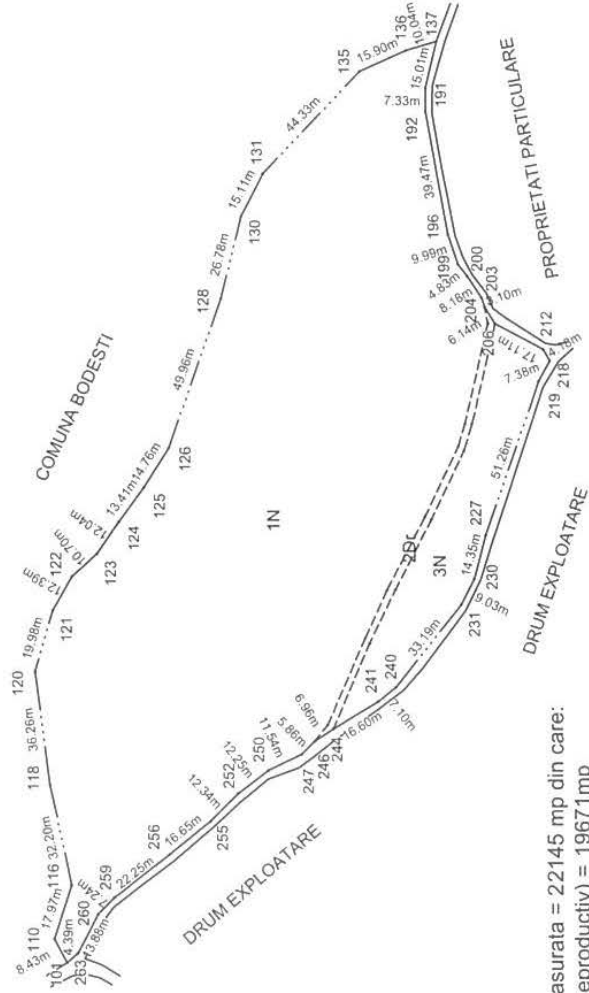 COMUNA BODESTI
110
8.43m
101
17.97m
116
32.20m
118
36.26m
120
19.98m
121
12.39m
122
10.70m
123
12.04m
124
13.41m
125
14.76m
126
49.96m
128
26.78m
130
15.11m
131
44.33m
135
15.90m
136
10.04m
137
15.01m
191
7.33m
192
39.47m
196
9.99m
199
4.83m
200
8.18m
203
204
6.14m
206
17.11m
212
4.18m
218
7.38m
219
51.26m
227
14.35m
230
9.03m
231
33.19m
240
7.10m
241
16.60m
244
6.96m
246
5.86m
247
11.54m
250
12.25m
252
12.34m
255
16.65m
256
22.25m
259
260
13.88m
263
4.39m
1N
3N
PROPRIETATI PARTICULARE
DRUM EXPLOATARE
DRUM EXPLOATARE
asurata = 22145 mp din care:
eproductiv) = 19671mp